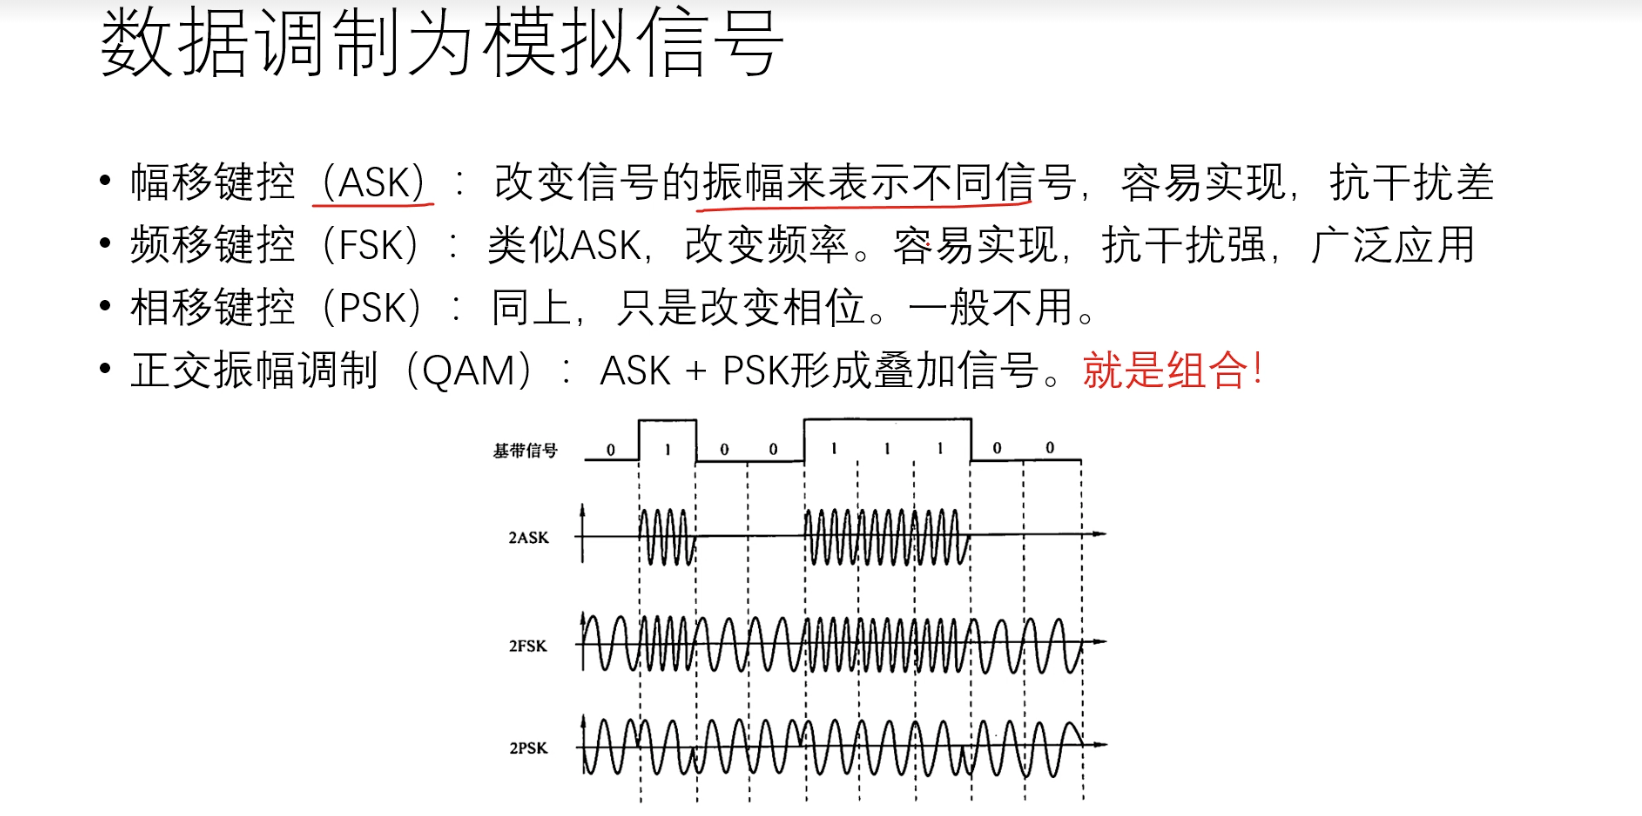 数据调制为模拟信号
• 幅移键控（ASK）：改变信号的振幅来表示不同信号，容易实现，抗干扰差
• 频移键控（FSK）：类似ASK，改变频率。容易实现，抗干扰强，广泛应用
• 相移键控（PSK）：同上，只是改变相位。一般不用。
• 正交振幅调制（QAM）：ASK + PSK形成叠加信号。就是组合！
基带信号 0 1 0 0 1 1 1 0 0
2ASK
2FSK
2PSK